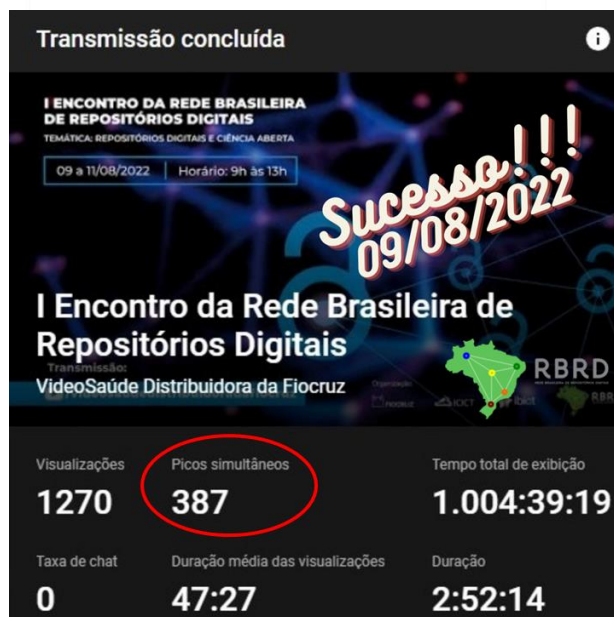 Transmissão concluída
I ENCONTRO DA REDE BRASILEIRA
DE REPOSITÓRIOS DIGITAIS
TEMÁTICA: REPOSITÓRIOS DIGITAIS E CIÊNCIA ABERTA
09 a 11/08/2022 | Horário: 9h às 13h
Sucesso!!!
09/08/2022
I Encontro da Rede Brasileira de
Repositórios Digitais
Transmissão:
VideoSaúde Distribuidora da Fiocruz
RBRD
Visualizações Picos simultâneos Tempo total de exibição
1270 387 1.004:39:19
Taxa de chat Duração média das visualizações Duração
0 47:27 2:52:14